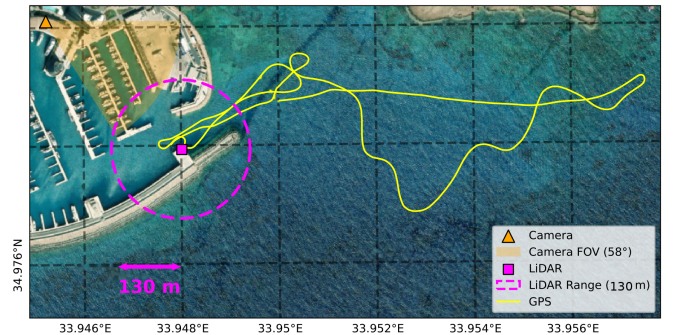 34.976°N
130 m
Camera
Camera FOV (58°)
LiDAR
LiDAR Range (130m)
GPS
33.946°E
33.948°E
33.95°E
33.952°E
33.954°E
33.956°E